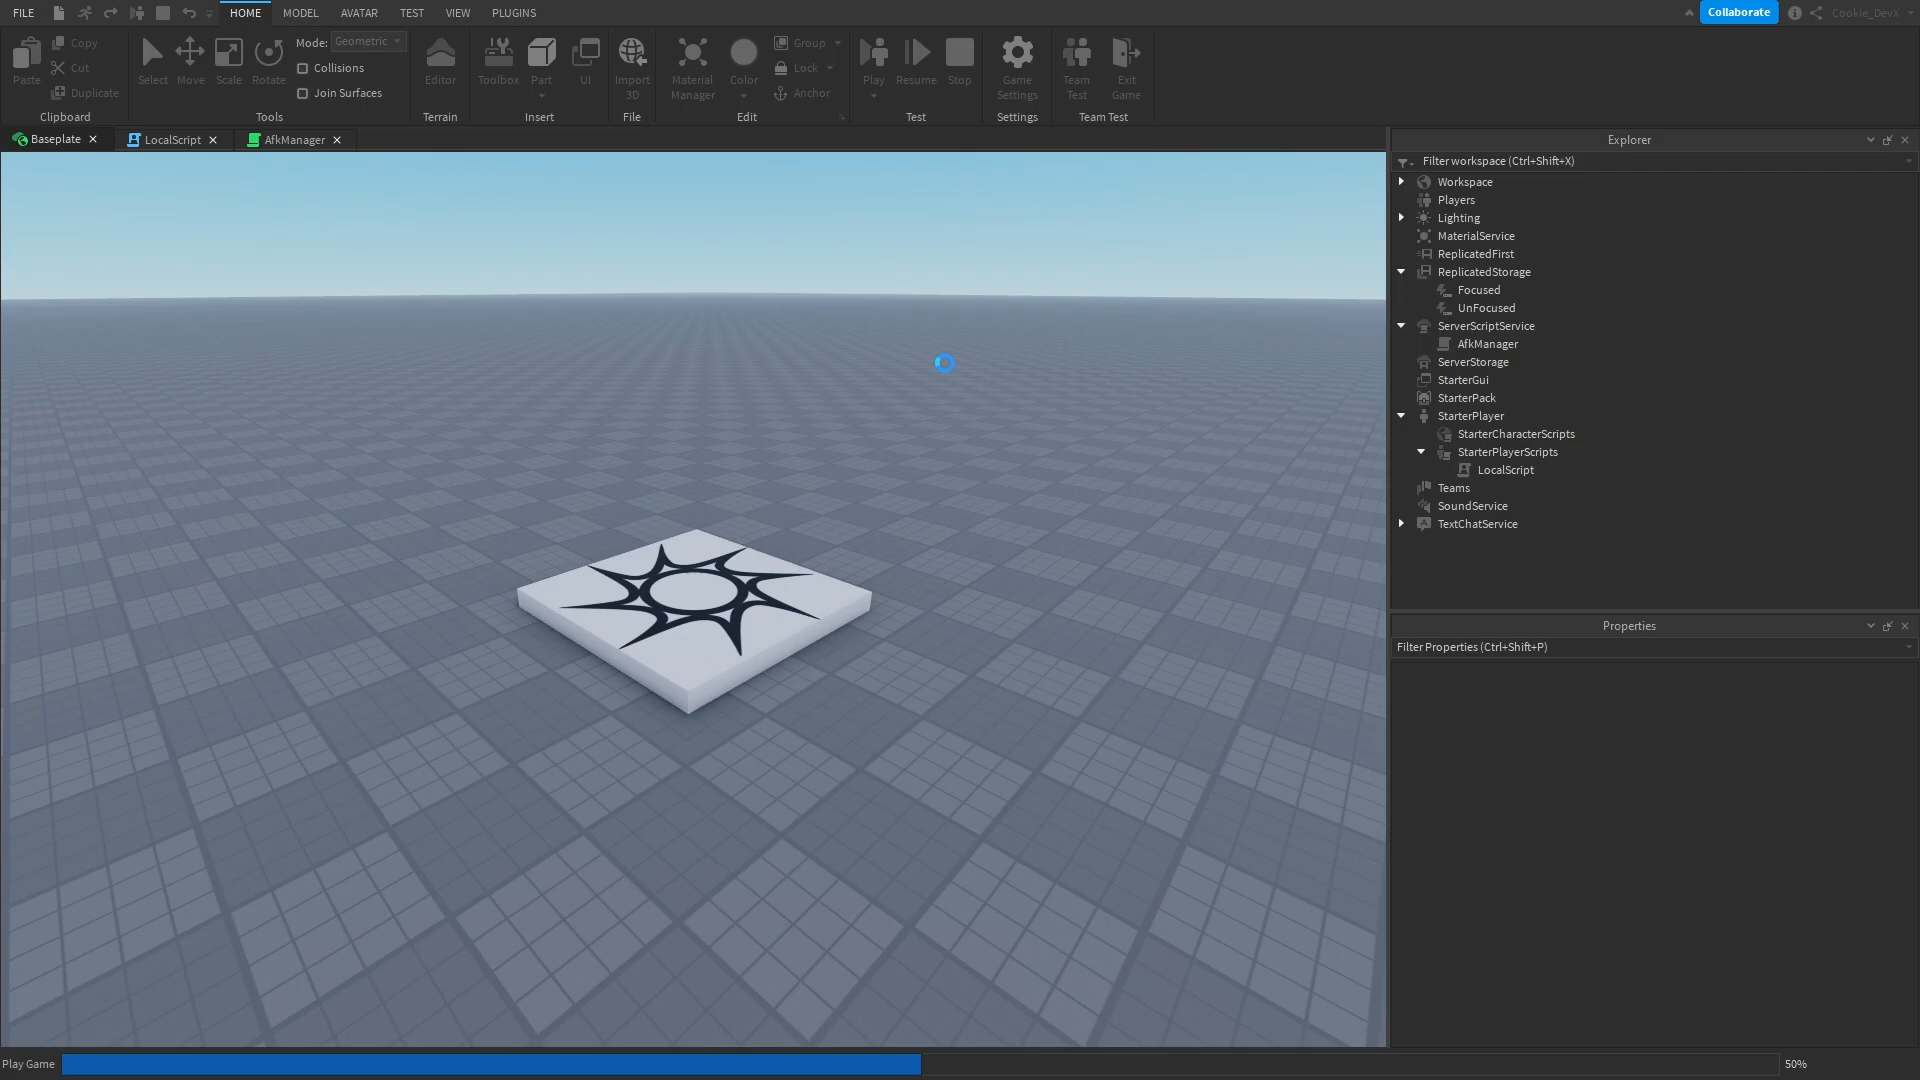 FILE
HOME
MODEL
AVATAR
TEST
VIEW
PLUGINS
Collaborate
Cookie_DevX
Paste
Copy
Cut
Duplicate
Clipboard
Select
Move
Scale
Rotate
Mode: Geometric
Collisions
Join Surfaces
Tools
Editor
Terrain
Toolbox
Part
UI
Insert
Import
3D
File
Material
Manager
Color
Group
Lock
Anchor
Edit
Play
Resume
Stop
Test
Game
Settings
Settings
Team
Test
Exit
Game
Team Test
Baseplate
LocalScript
AfkManager
Explorer
Filter workspace (Ctrl+Shift+X)
Workspace
Players
Lighting
MaterialService
ReplicatedFirst
ReplicatedStorage
Focused
UnFocused
ServerScriptService
AfkManager
ServerStorage
StarterGui
StarterPack
StarterPlayer
StarterCharacterScripts
StarterPlayerScripts
LocalScript
Teams
SoundService
TextChatService
Properties
Filter Properties (Ctrl+Shift+P)
Play Game
50%